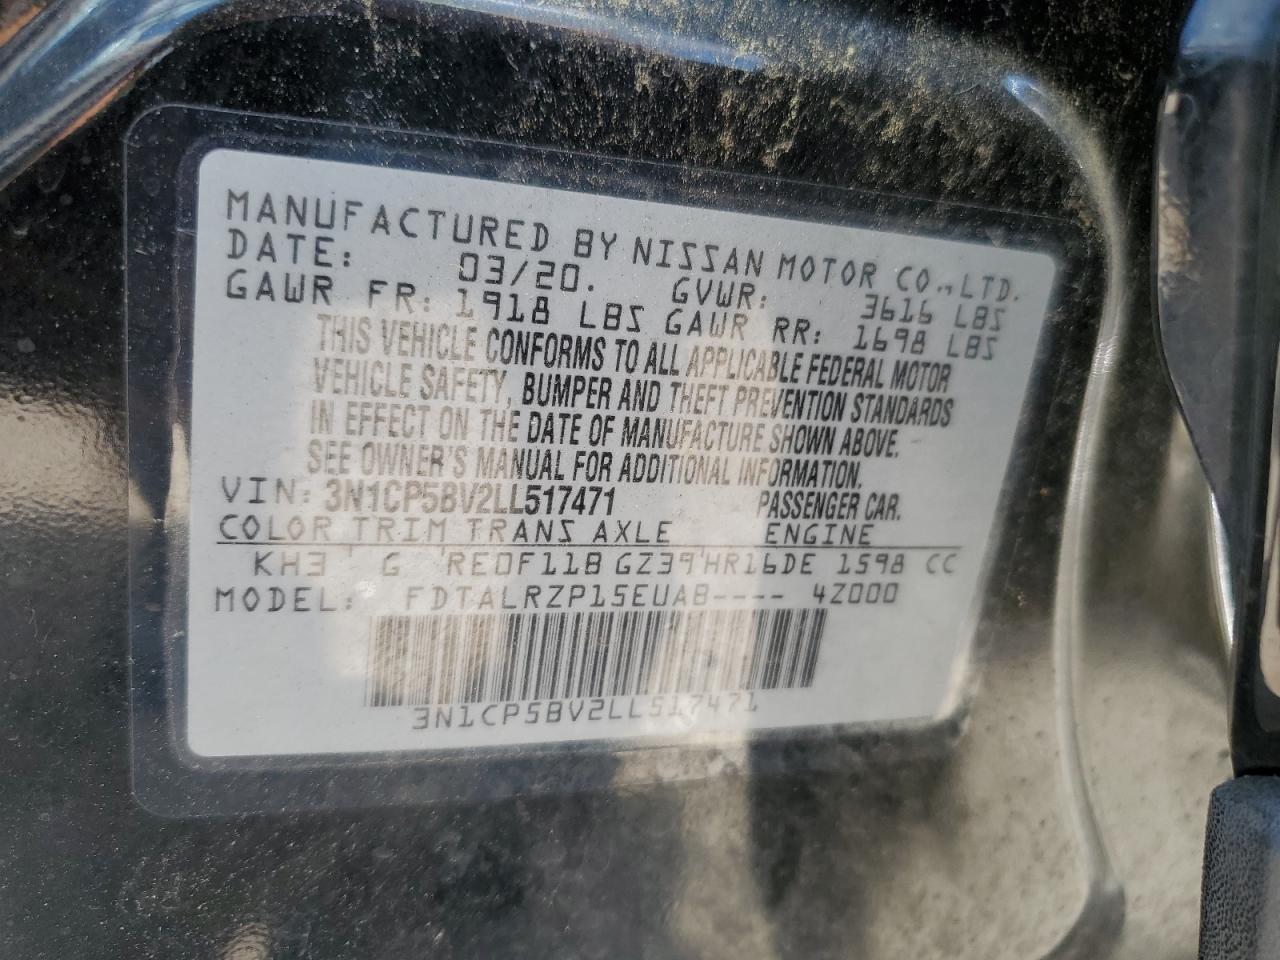 MANUFACTURED BY NISSAN MOTOR CO.,LTD.
DATE: 03/20. GVWR: 3616 LBS
GAWR FR: 1918 LBS GAWR RR: 1698 LBS
THIS VEHICLE CONFORMS TO ALL APPLICABLE FEDERAL MOTOR
VEHICLE SAFETY, BUMPER AND THEFT PREVENTION STANDARDS
IN EFFECT ON THE DATE OF MANUFACTURE SHOWN ABOVE.
SEE OWNER'S MANUAL FOR ADDITIONAL INFORMATION.
VIN: 3N1CP5BV2LL517471 PASSENGER CAR.
COLOR TRIM TRANS AXLE ENGINE
KH3 G RE0F11B GZ39 HR16DE 1598 CC
MODEL: FDTALRZP15EUAB---- 4Z000
3N1CP5BV2LL517471